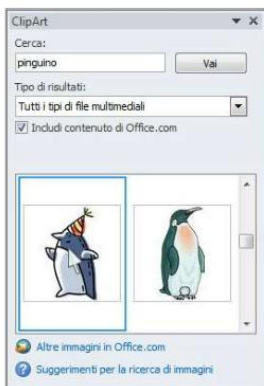 ClipArt
Cerca:
pinguino
Vai
Tipo di risultati:
Tutti i tipi di file multimediali
Includi contenuto di Office.com
Altre immagini in Office.com
Suggerimenti per la ricerca di immagini